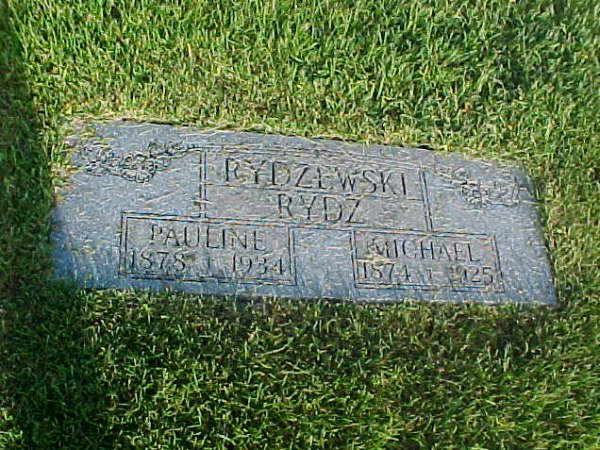 RYDZEWSKI
RYDZ
PAULINE MICHAEL
1878 † 1934 1874 † 1925